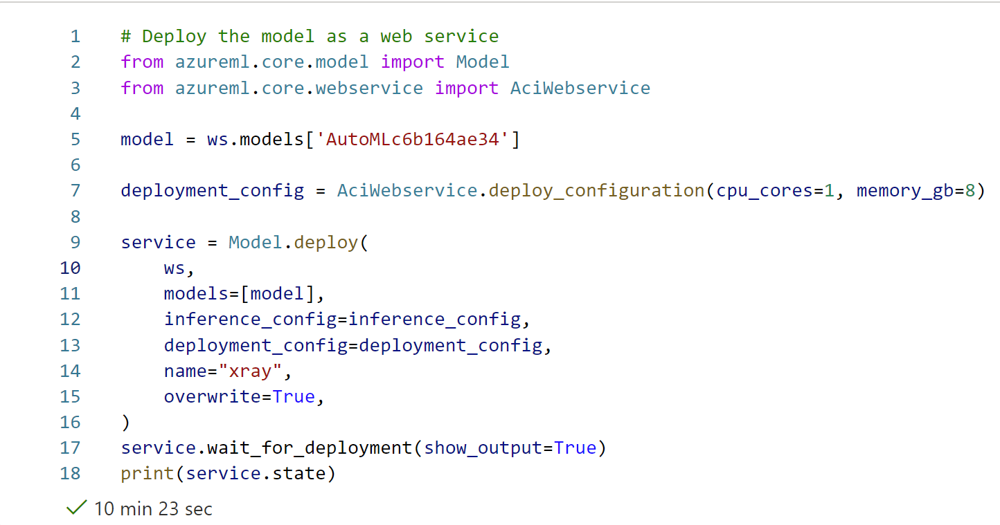 1 # Deploy the model as a web service
2 from azureml.core.model import Model
3 from azureml.core.webservice import AciWebservice
4
5 model = ws.models['AutoMLc6b164ae34']
6
7 deployment_config = AciWebservice.deploy_configuration(cpu_cores=1, memory_gb=8)
8
9 service = Model.deploy(
10     ws,
11     models=[model],
12     inference_config=inference_config,
13     deployment_config=deployment_config,
14     name="xray",
15     overwrite=True,
16 )
17 service.wait_for_deployment(show_output=True)
18 print(service.state)
10 min 23 sec